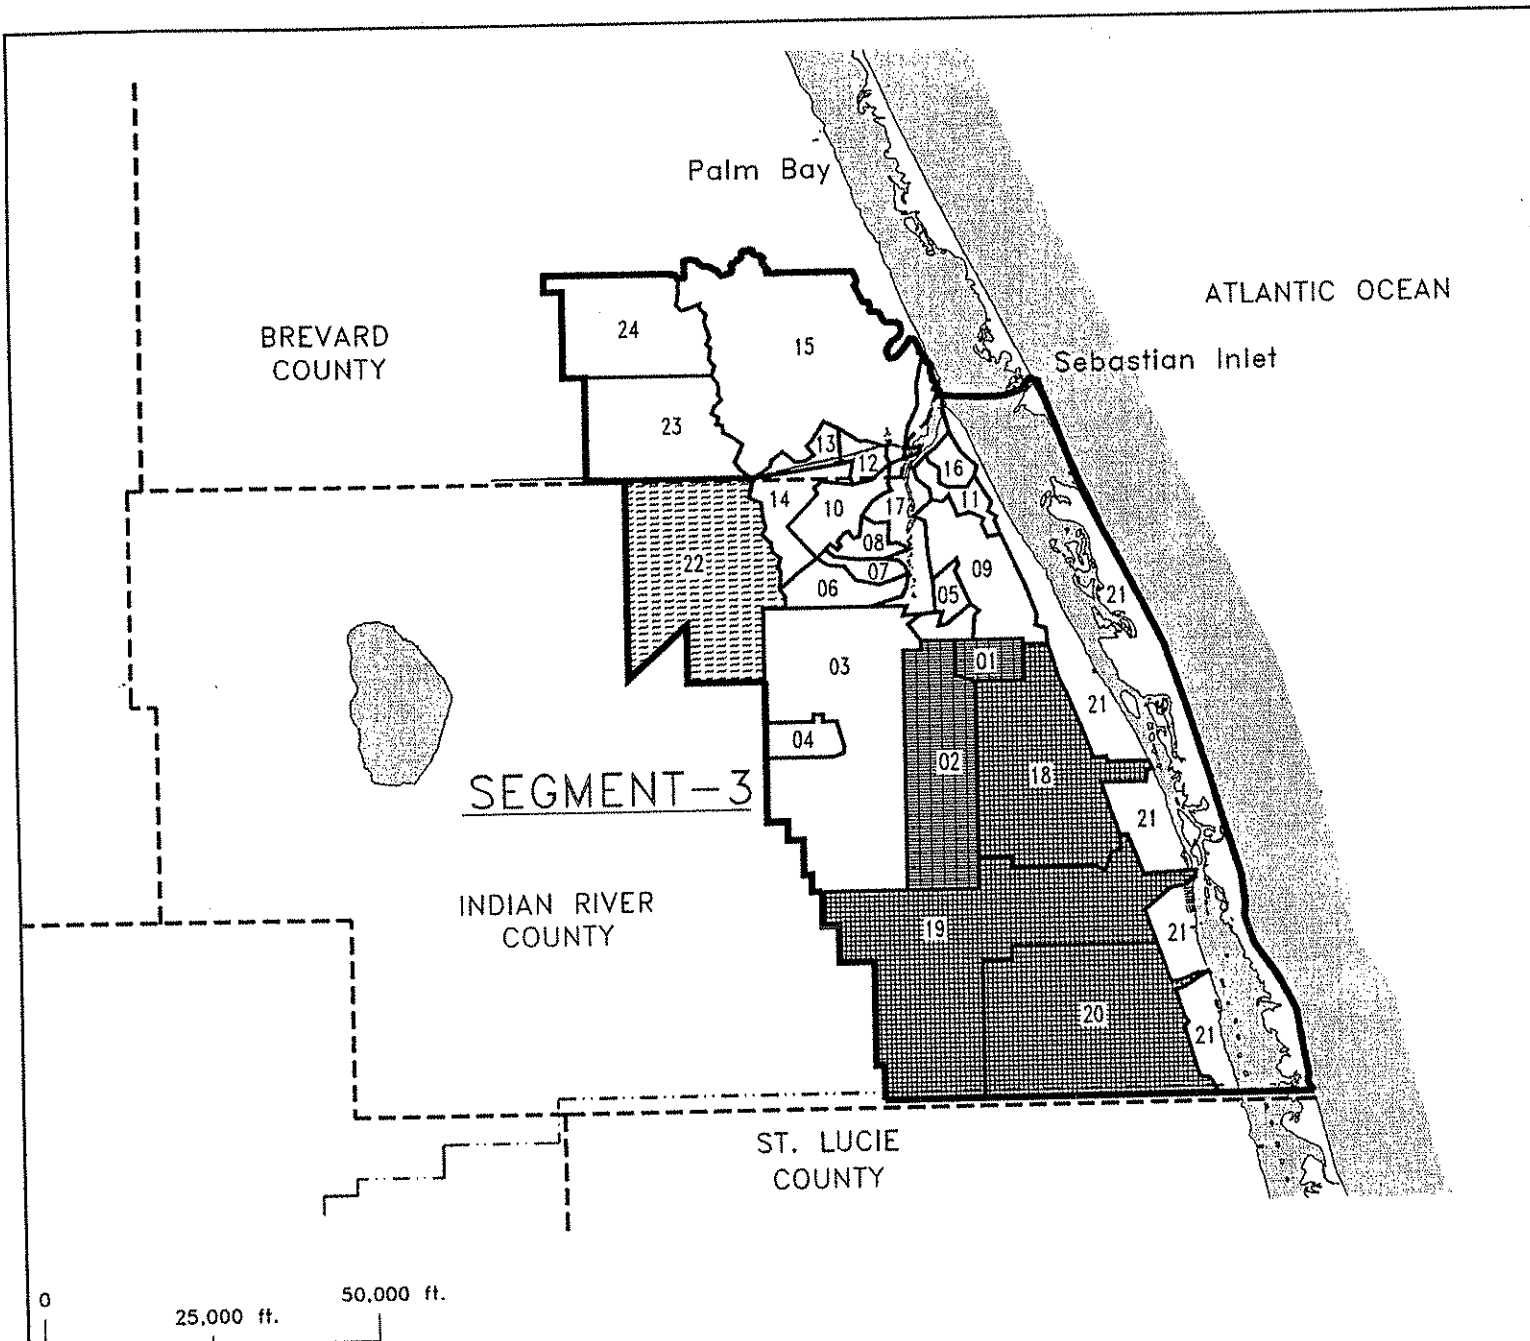 Palm Bay
ATLANTIC OCEAN
BREVARD
COUNTY
24
15
Sebastian Inlet
23
13
12
16
14
10
17
11
08
22
07
09
06
05
21
01
03
21
04
02
18
SEGMENT-3
21
INDIAN RIVER
COUNTY
19
21
20
21
ST. LUCIE
COUNTY
0
25,000 ft.
50,000 ft.